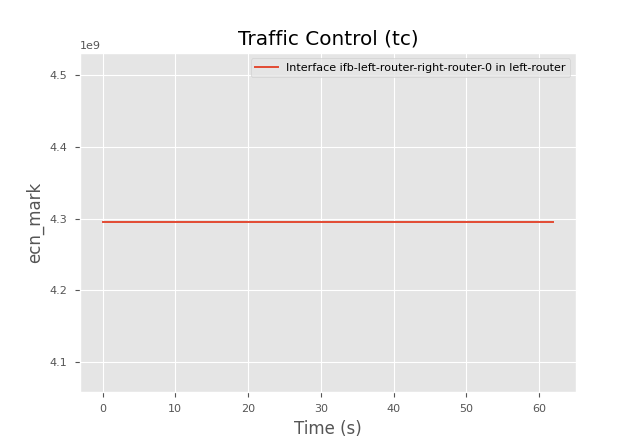 Traffic Control (tc)
1e9
Interface ifb-left-router-right-router-0 in left-router
4.5
4.4
4.3
4.2
4.1
ecn_mark
0 10 20 30 40 50 60
Time (s)